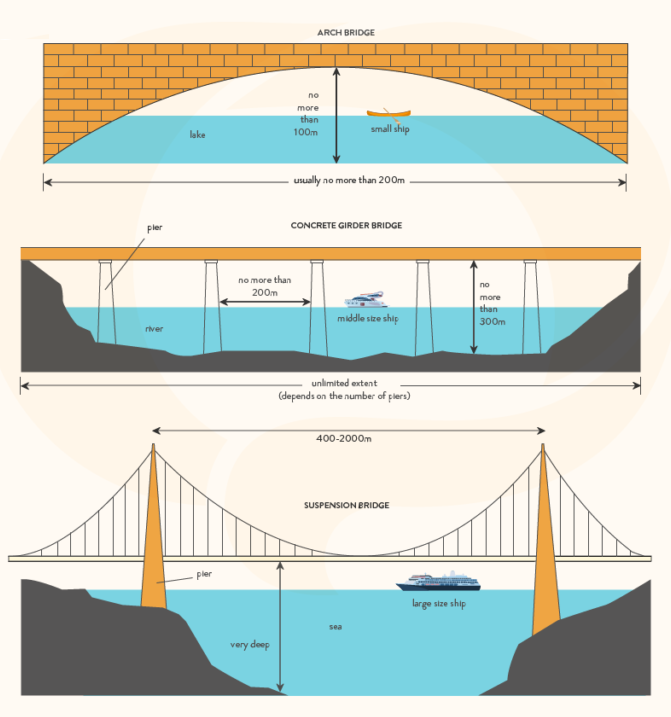 ARCH BRIDGE
no
more
than
100m
lake
small ship
usually no more than 200m
CONCRETE GIRDER BRIDGE
pier
no more than
200m
middle size ship
no
more
than
300m
river
unlimited extent
(depends on the number of piers)
400-2000m
SUSPENSION BRIDGE
pier
large size ship
sea
very deep